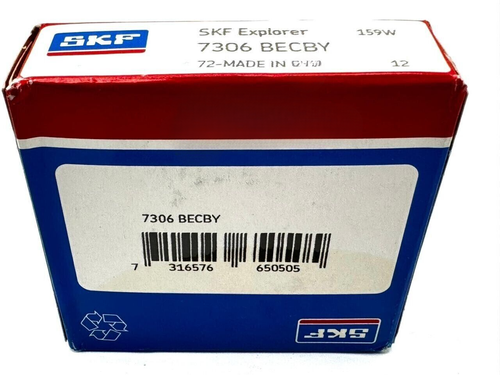 SKF
SKF Explorer 159W
7306 BECBY
72-MADE IN 12
7306 BECBY
7 316576 650505
SKF